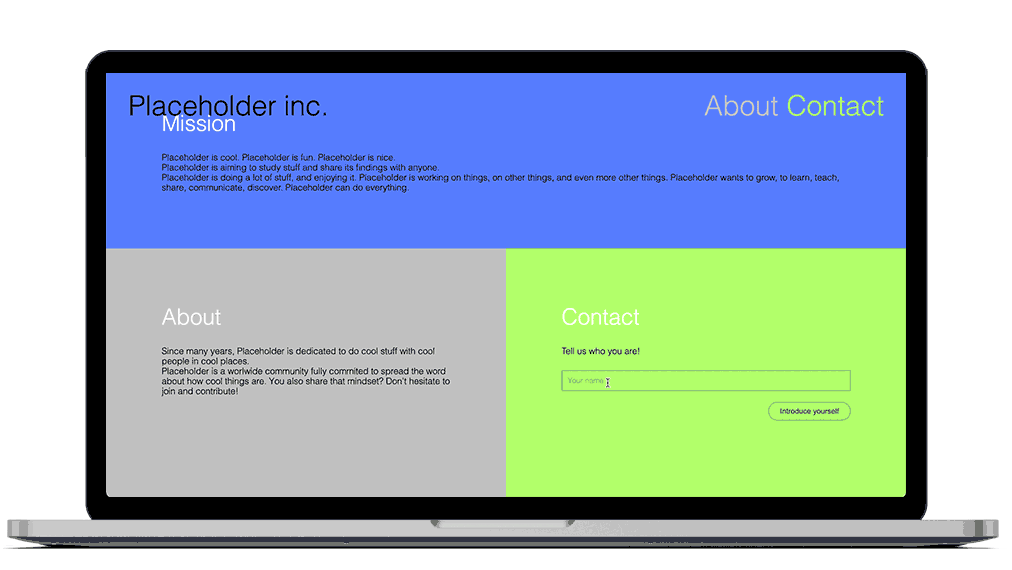 Placeholder inc.
About Contact
Mission
Placeholder is cool. Placeholder is fun. Placeholder is nice.
Placeholder is aiming to study stuff and share its findings with anyone.
Placeholder is doing a lot of stuff, and enjoying it. Placeholder is working on things, on other things, and even more other things. Placeholder wants to grow, to learn, teach,
share, communicate, discover. Placeholder can do everything.
About
Since many years, Placeholder is dedicated to do cool stuff with cool
people in cool places.
Placeholder is a worlwide community fully commited to spread the word
about how cool things are. You also share that mindset? Don't hesitate to
join and contribute!
Contact
Tell us who you are!
Your name
Introduce yourself